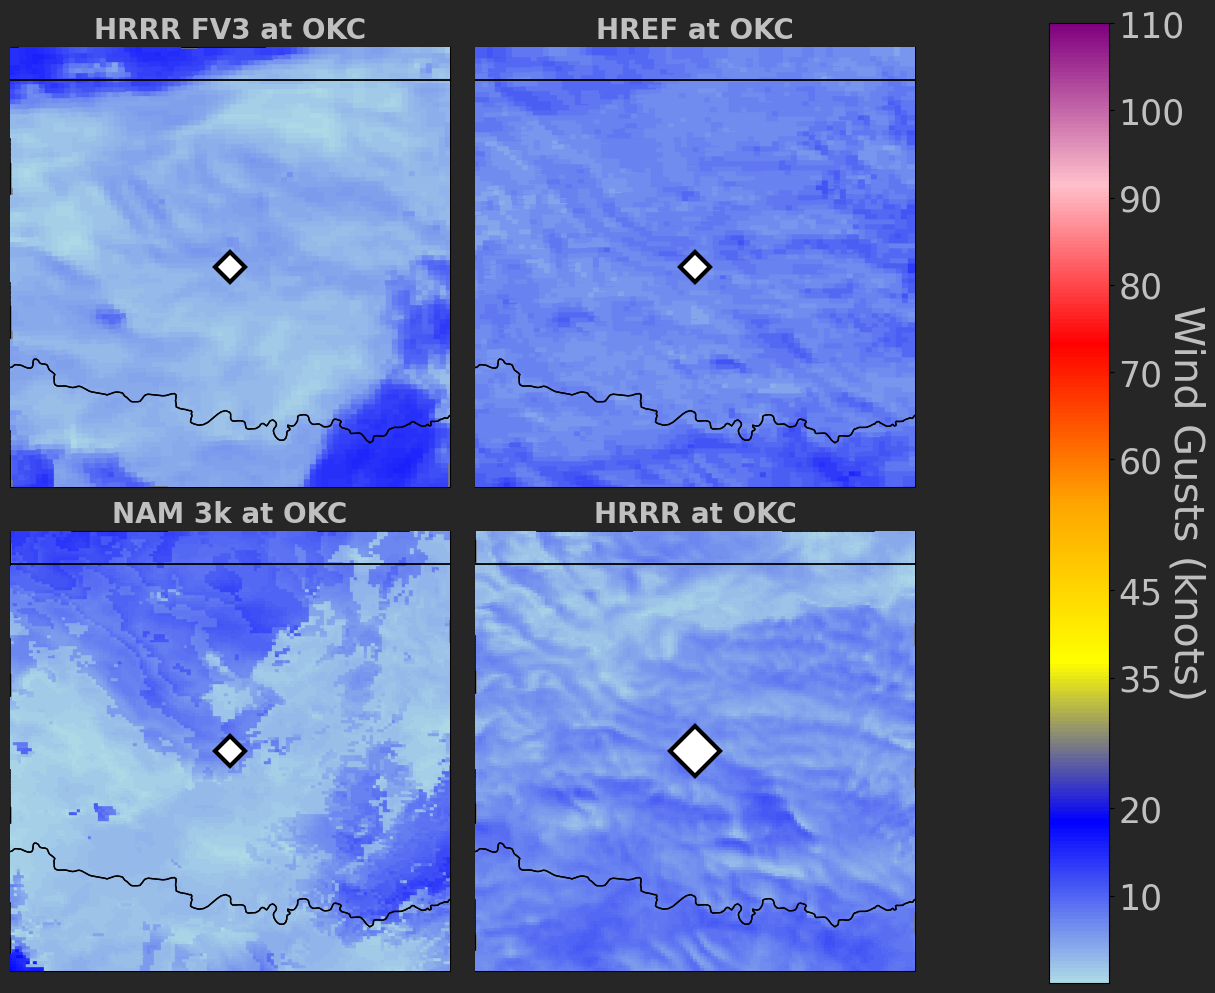 HRRR FV3 at OKC
HREF at OKC
NAM 3k at OKC
HRRR at OKC
110
100
90
80
70
60
45
35
20
10
Wind Gusts (knots)